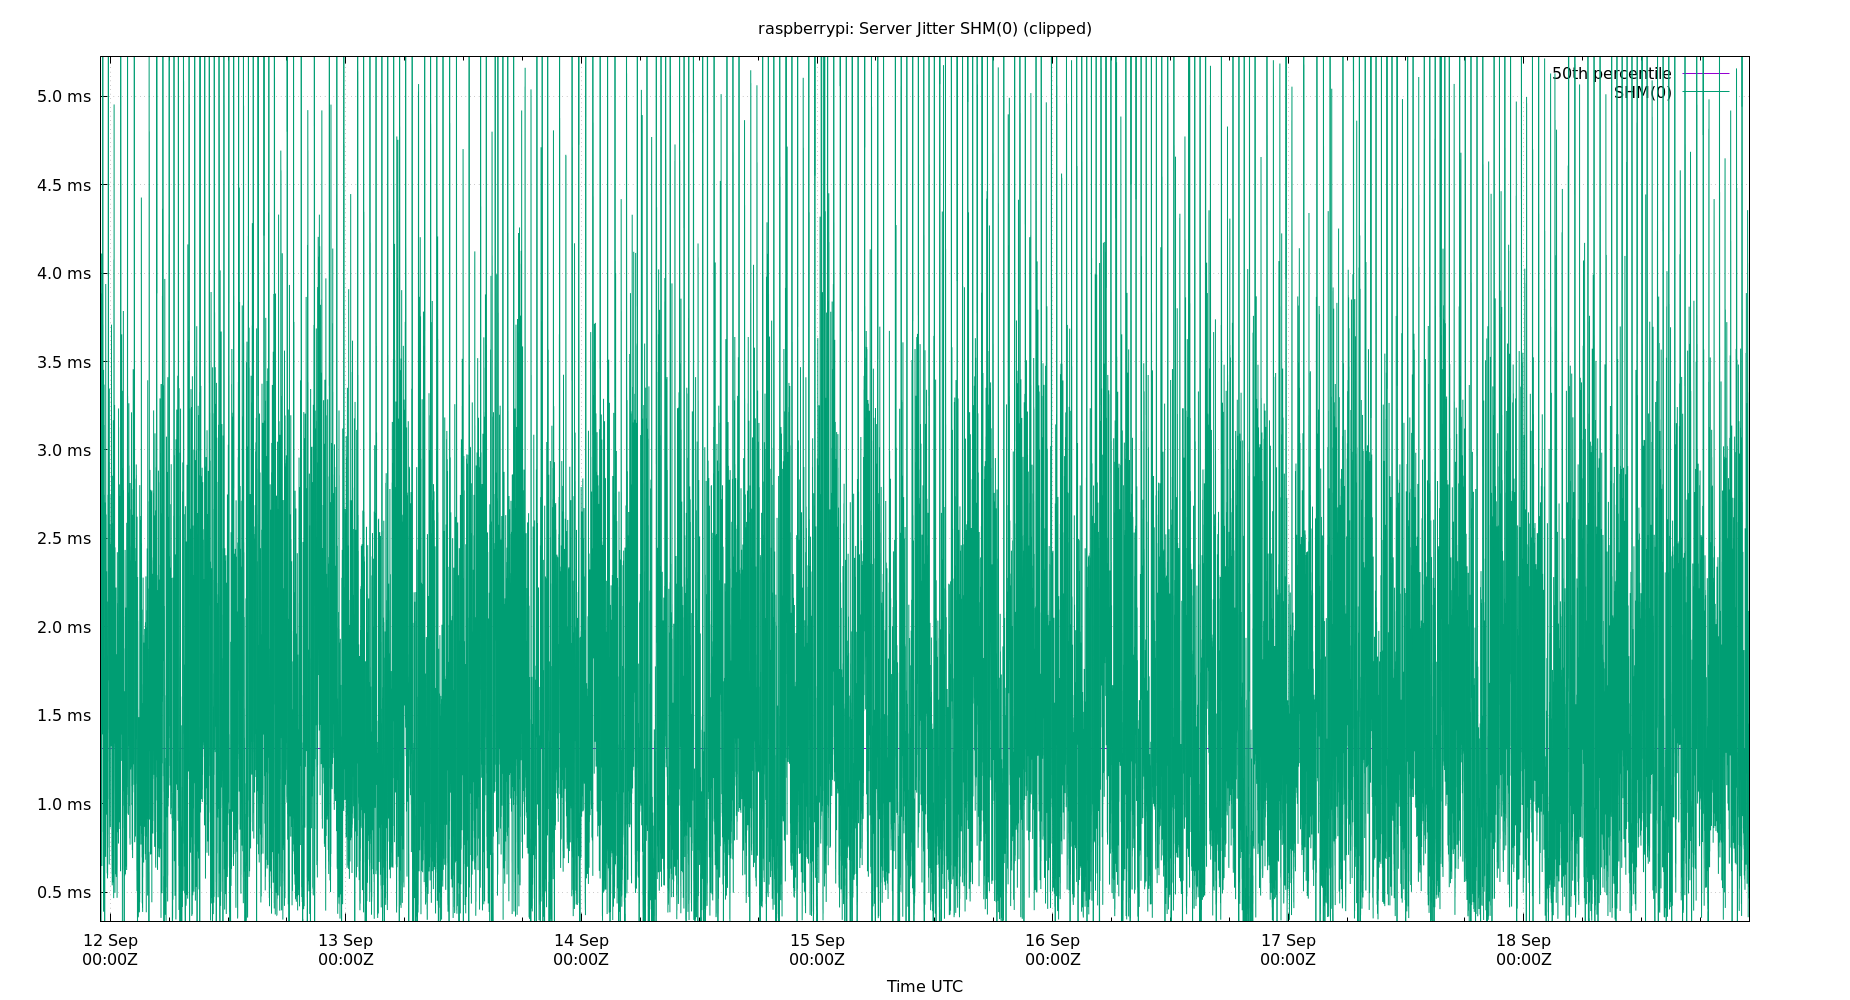 raspberrypi: Server Jitter SHM(0) (clipped)
50th percentile
SHM(0)
5.0 ms
4.5 ms
4.0 ms
3.5 ms
3.0 ms
2.5 ms
2.0 ms
1.5 ms
1.0 ms
0.5 ms
12 Sep 13 Sep 14 Sep 15 Sep 16 Sep 17 Sep 18 Sep
00:00Z 00:00Z 00:00Z 00:00Z 00:00Z 00:00Z 00:00Z
Time UTC